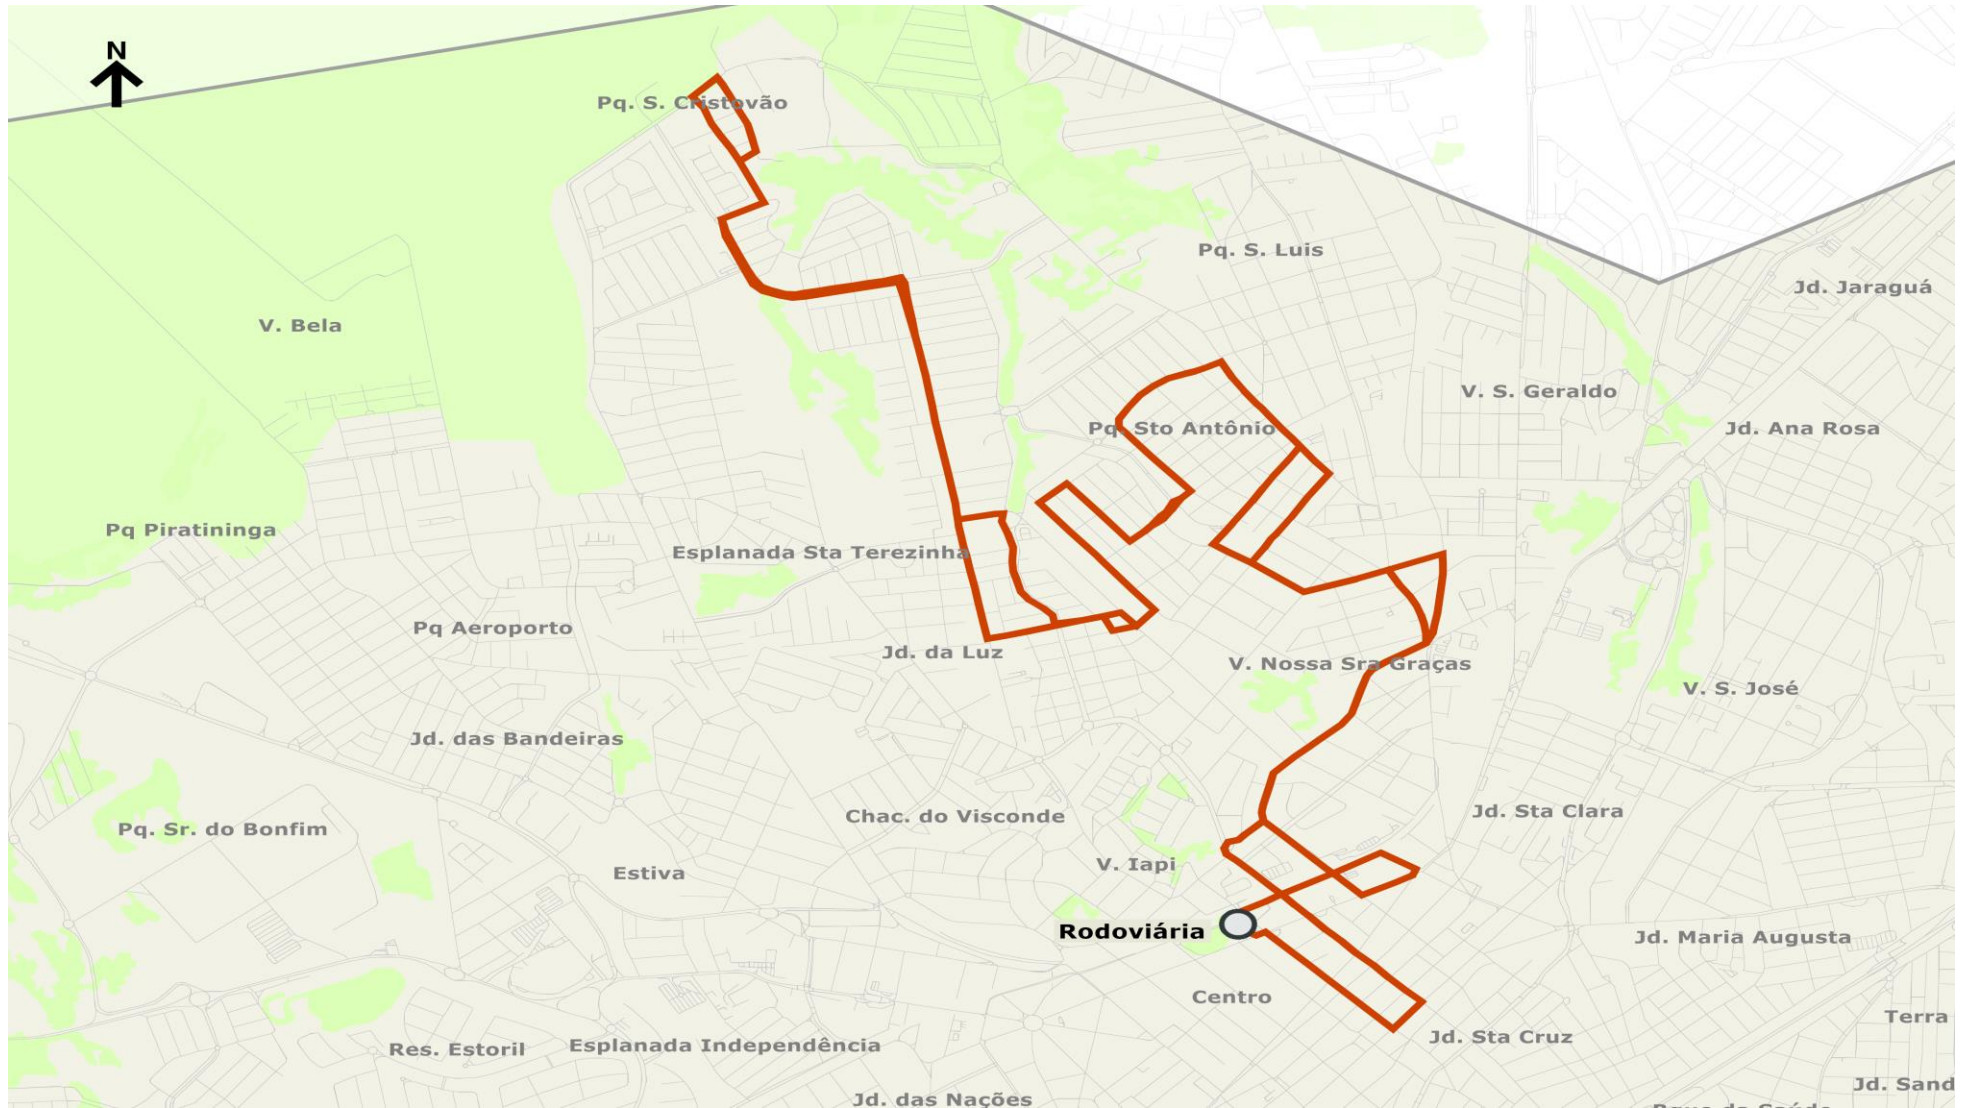 N
Pq. S. Cristovão
Pq. S. Luis
Jd. Jaraguá
V. Bela
V. S. Geraldo
Pq. Sto Antônio
Jd. Ana Rosa
Pq Piratininga
Esplanada Sta Terezinha
Pq Aeroporto
Jd. da Luz
V. Nossa Sra Graças
V. S. José
Jd. das Bandeiras
Jd. Sta Clara
Chac. do Visconde
Pq. Sr. do Bonfim
V. Iapi
Estiva
Rodoviária
Jd. Maria Augusta
Centro
Terra
Jd. Sta Cruz
Res. Estoril
Esplanada Independência
Jd. Sand
Jd. das Nações